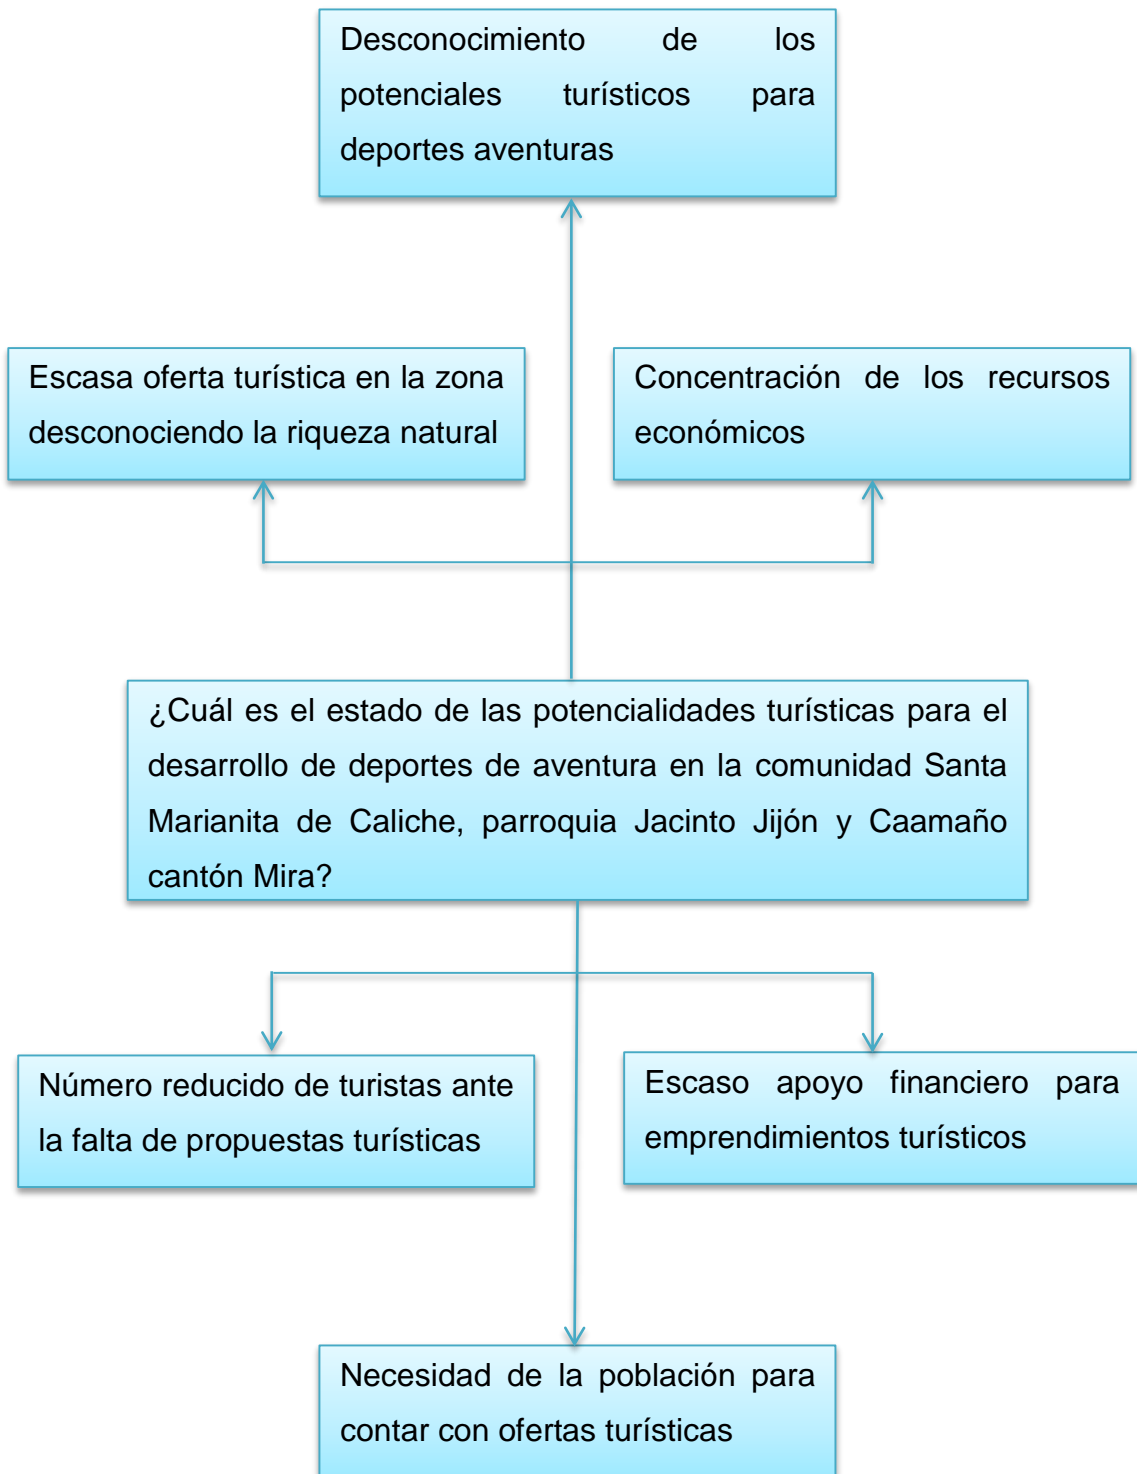 Desconocimiento de los
potenciales turísticos para
deportes aventuras
Escasa oferta turística en la zona
desconociendo la riqueza natural
Concentración de los recursos
económicos
¿Cuál es el estado de las potencialidades turísticas para el
desarrollo de deportes de aventura en la comunidad Santa
Marianita de Caliche, parroquia Jacinto Jijón y Caamaño
cantón Mira?
Número reducido de turistas ante
la falta de propuestas turísticas
Escaso apoyo financiero para
emprendimientos turísticos
Necesidad de la población para
contar con ofertas turísticas